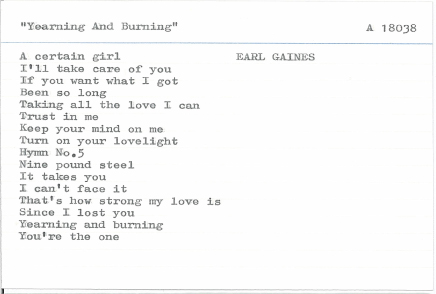 "Yearning And Burning"
A 18038
A certain girl
EARL GAINES
I'll take care of you
If you want what I got
Been so long
Taking all the love I can
Trust in me
Keep your mind on me
Turn on your lovelight
Hymn No.5
Nine pound steel
It takes you
I can't face it
That's how strong my love is
Since I lost you
Yearning and burning
You're the one